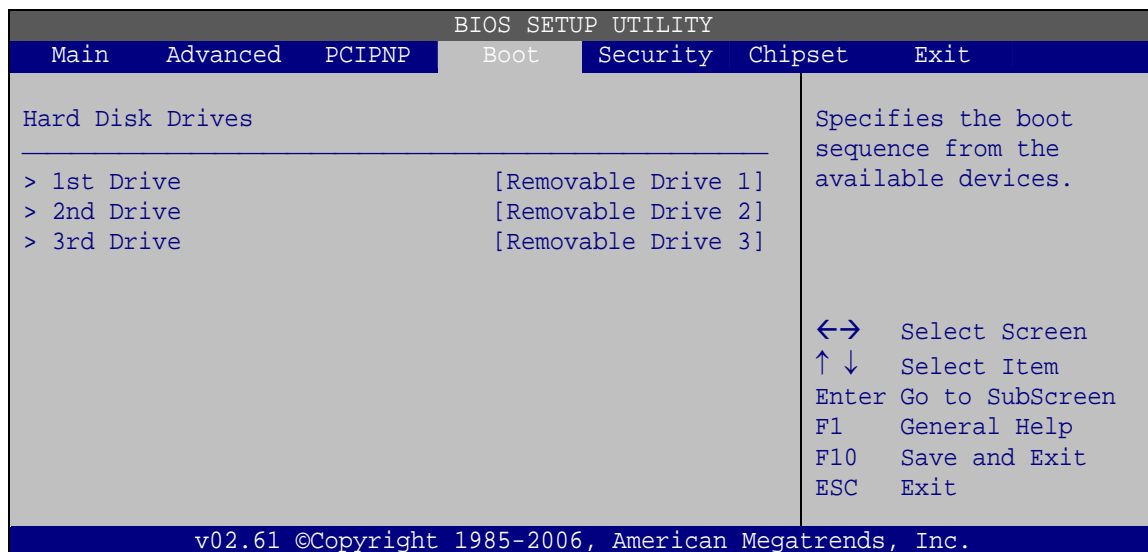 BIOS SETUP UTILITY
Main Advanced PCIPNP Boot Security Chipset Exit
Hard Disk Drives
> 1st Drive [Removable Drive 1]
> 2nd Drive [Removable Drive 2]
> 3rd Drive [Removable Drive 3]
Specifies the boot
sequence from the
available devices.
←→ Select Screen
↑ ↓ Select Item
Enter Go to SubScreen
F1 General Help
F10 Save and Exit
ESC Exit
v02.61 ©Copyright 1985-2006, American Megatrends, Inc.